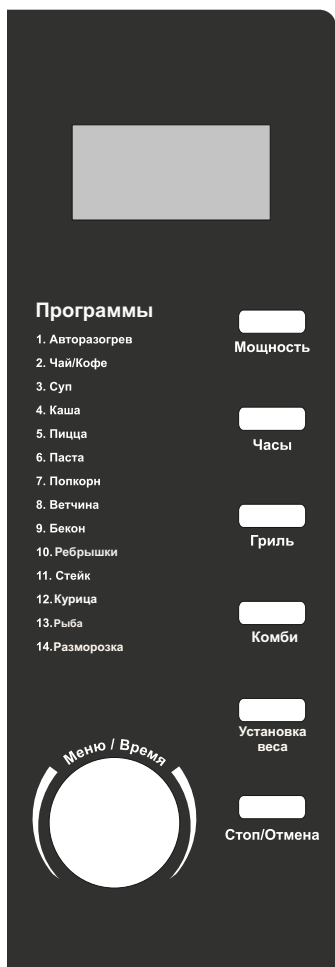 Программы
1. Авторазогрев
2. Чай/Кофе
3. Суп
4. Каша
5. Пицца
6. Паста
7. Попкорн
8. Ветчина
9. Бекон
10. Ребрышки
11. Стейк
12. Курица
13. Рыба
14. Разморозка
Мощность
Часы
Гриль
Комби
Установка
веса
Стоп/Отмена
Меню / Время